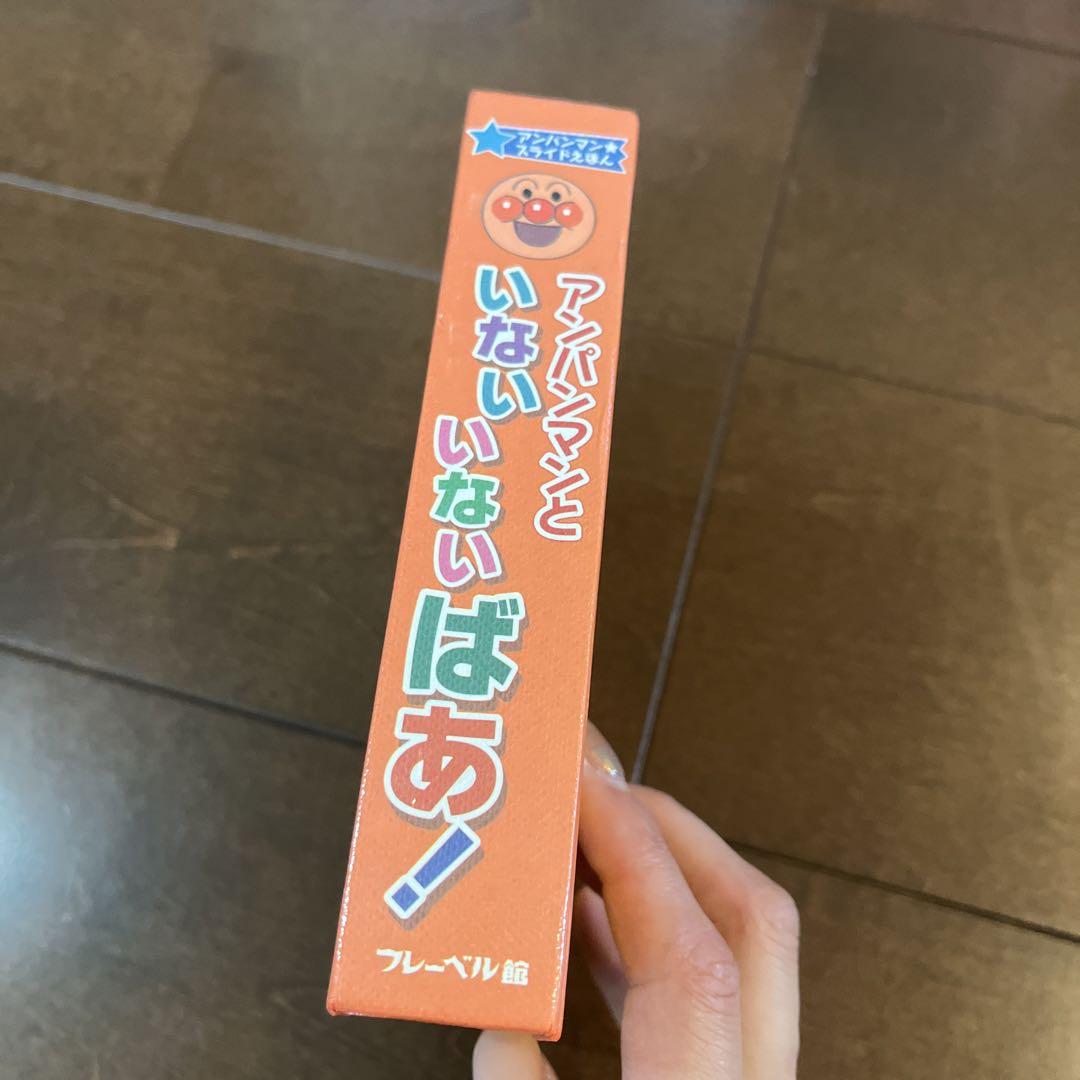 アンパンマン★
スライドえほん
アンパンマンと
いない
いない
ばあ!
フレーベル館